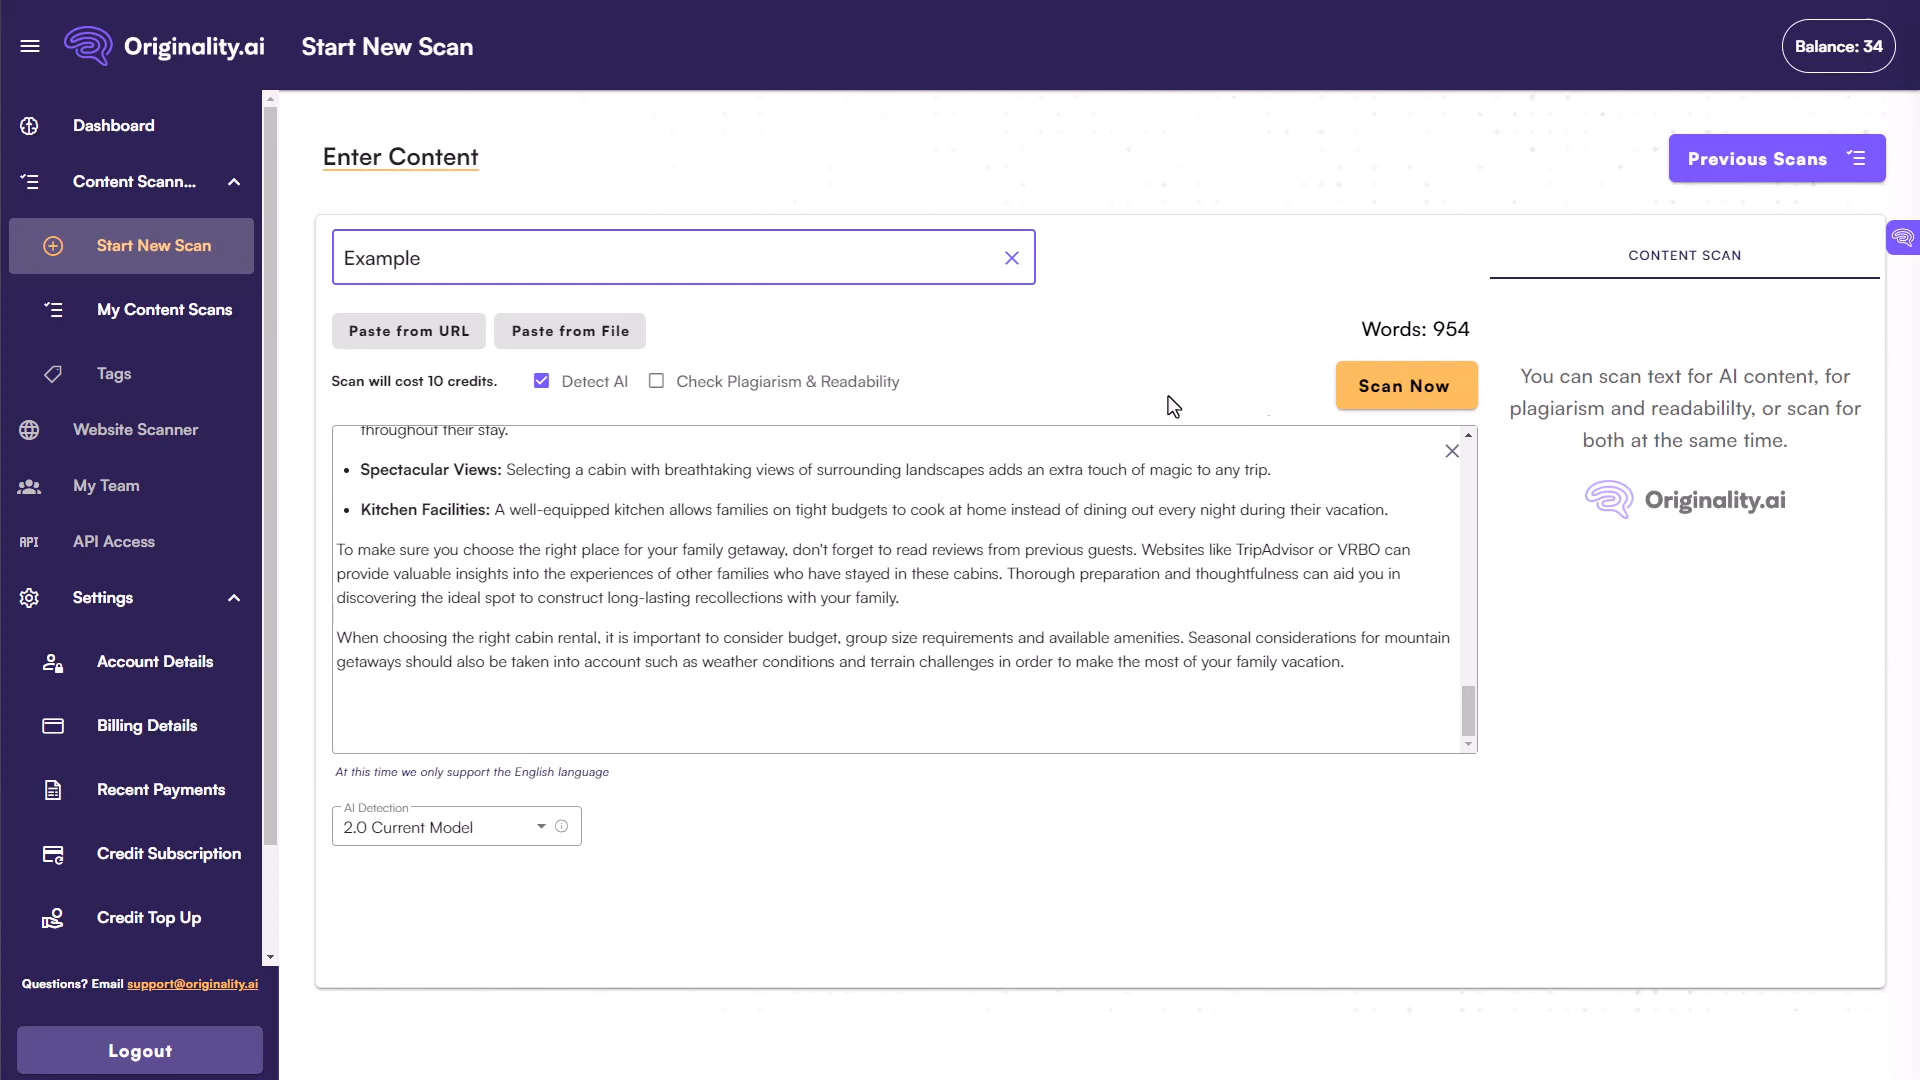 Originality.ai
Start New Scan
Balance: 34
Dashboard
Content Scann...
Start New Scan
My Content Scans
Tags
Website Scanner
My Team
API
API Access
Settings
Account Details
Billing Details
Recent Payments
Credit Subscription
Credit Top Up
Questions? Email support@originality.ai
Logout
Enter Content
Previous Scans
Example
Paste from URL
Paste from File
Words: 954
Scan will cost 10 credits.
Detect AI
Check Plagiarism & Readability
Scan Now
throughout their stay.
• Spectacular Views: Selecting a cabin with breathtaking views of surrounding landscapes adds an extra touch of magic to any trip.
• Kitchen Facilities: A well-equipped kitchen allows families on tight budgets to cook at home instead of dining out every night during their vacation.
To make sure you choose the right place for your family getaway, don't forget to read reviews from previous guests. Websites like TripAdvisor or VRBO can
provide valuable insights into the experiences of other families who have stayed in these cabins. Thorough preparation and thoughtfulness can aid you in
discovering the ideal spot to construct long-lasting recollections with your family.
When choosing the right cabin rental, it is important to consider budget, group size requirements and available amenities. Seasonal considerations for mountain
getaways should also be taken into account such as weather conditions and terrain challenges in order to make the most of your family vacation.
At this time we only support the English language
AI Detection
2.0 Current Model
CONTENT SCAN
You can scan text for AI content, for
plagiarism and readabililty, or scan for
both at the same time.
Originality.ai